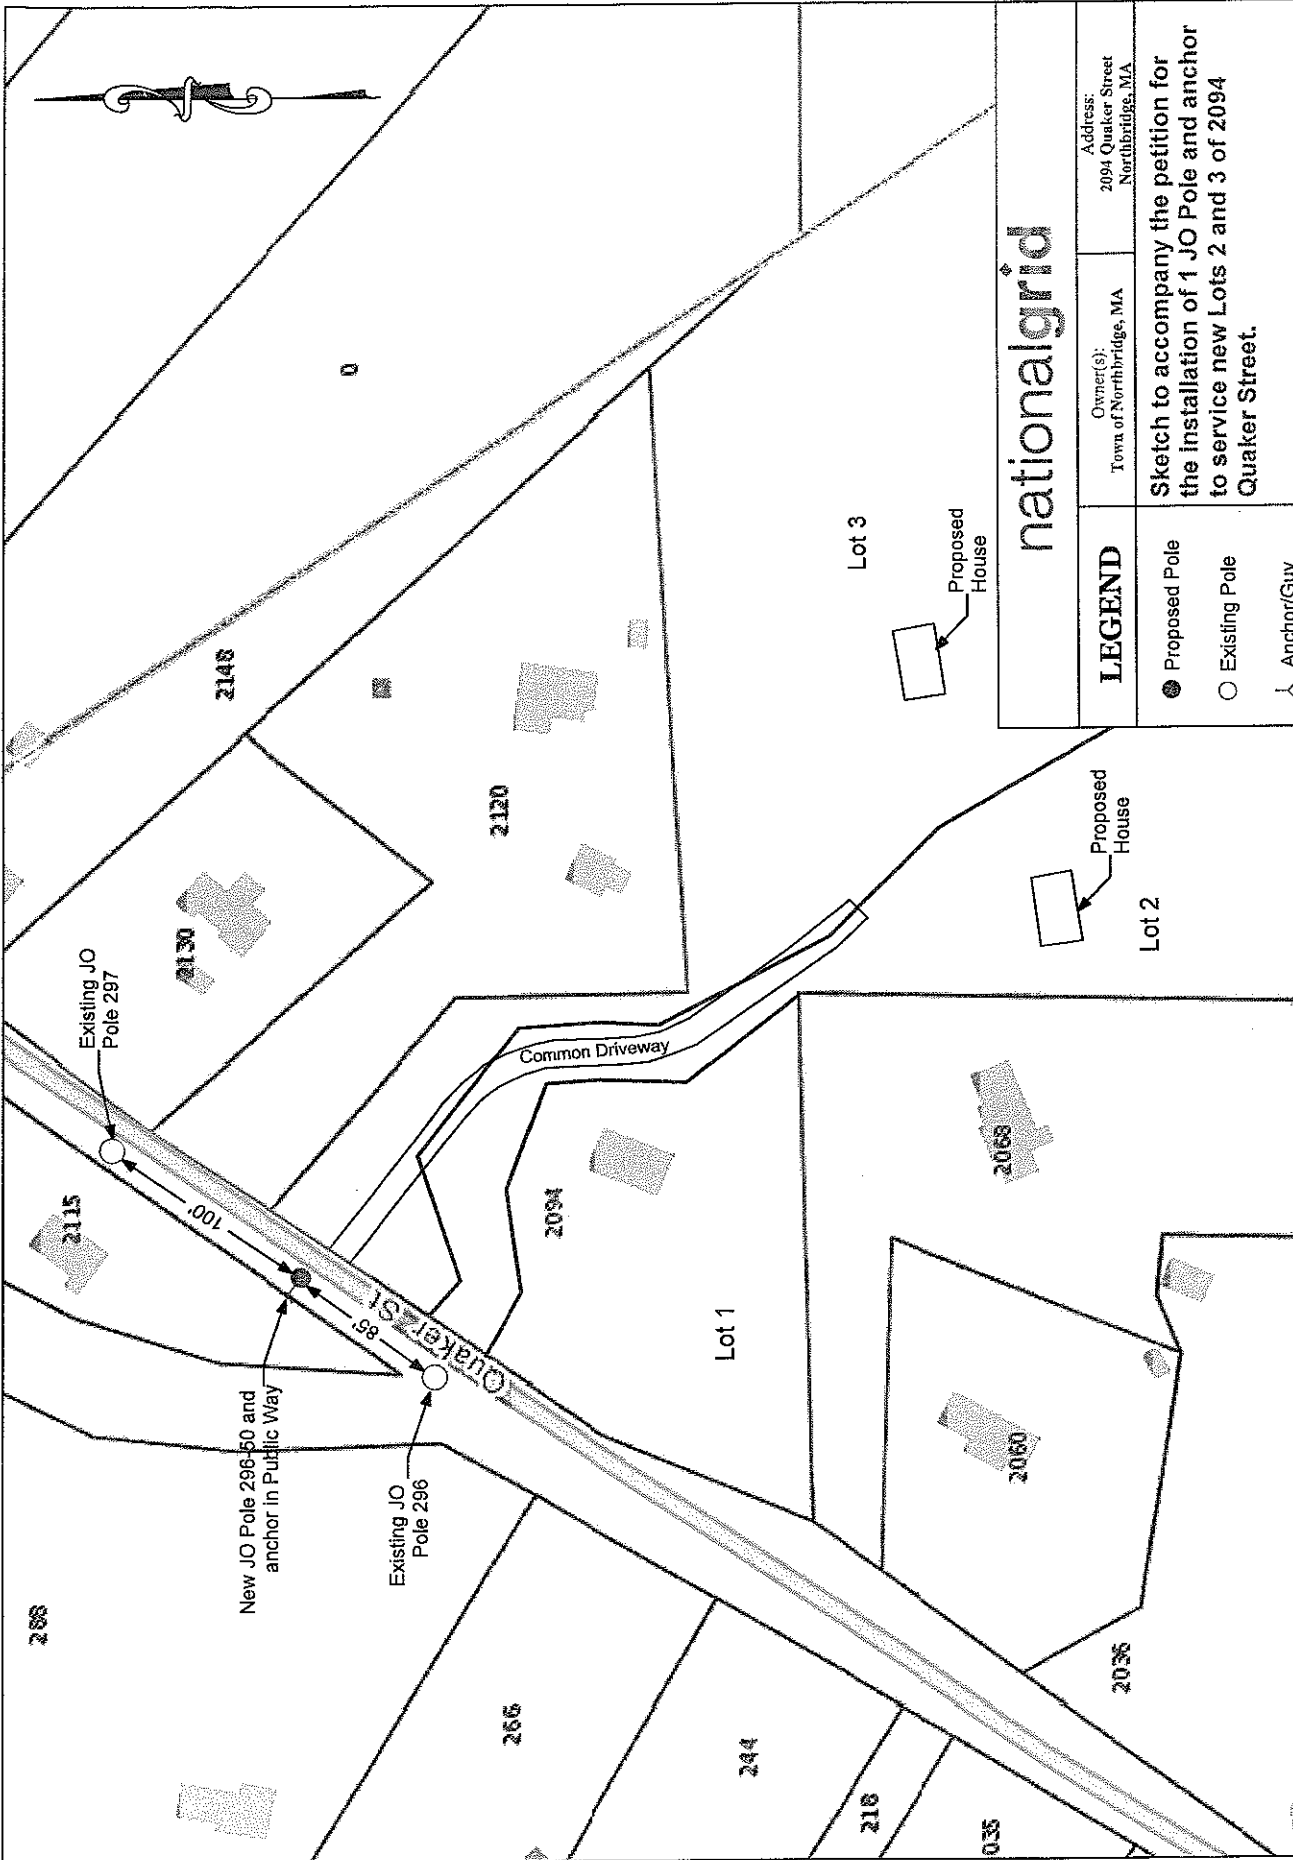 288
2115
Existing JO
Pole 297
2130
2148
0
New JO Pole 296-50 and
anchor in Public Way
100'
85'
Existing JO
Pole 296
Quaker St
266
2094
Common Driveway
2120
244
Lot 1
Lot 3
Proposed
House
218
035
2060
2068
2036
Lot 2
Proposed
House
nationalgrid
LEGEND
Owner(s):
Town of Northbridge, MA
Address:
2094 Quaker Street
Northbridge, MA
Proposed Pole
Existing Pole
Anchor/Guy
Sketch to accompany the petition for
the installation of 1 JO Pole and anchor
to service new Lots 2 and 3 of 2094
Quaker Street.